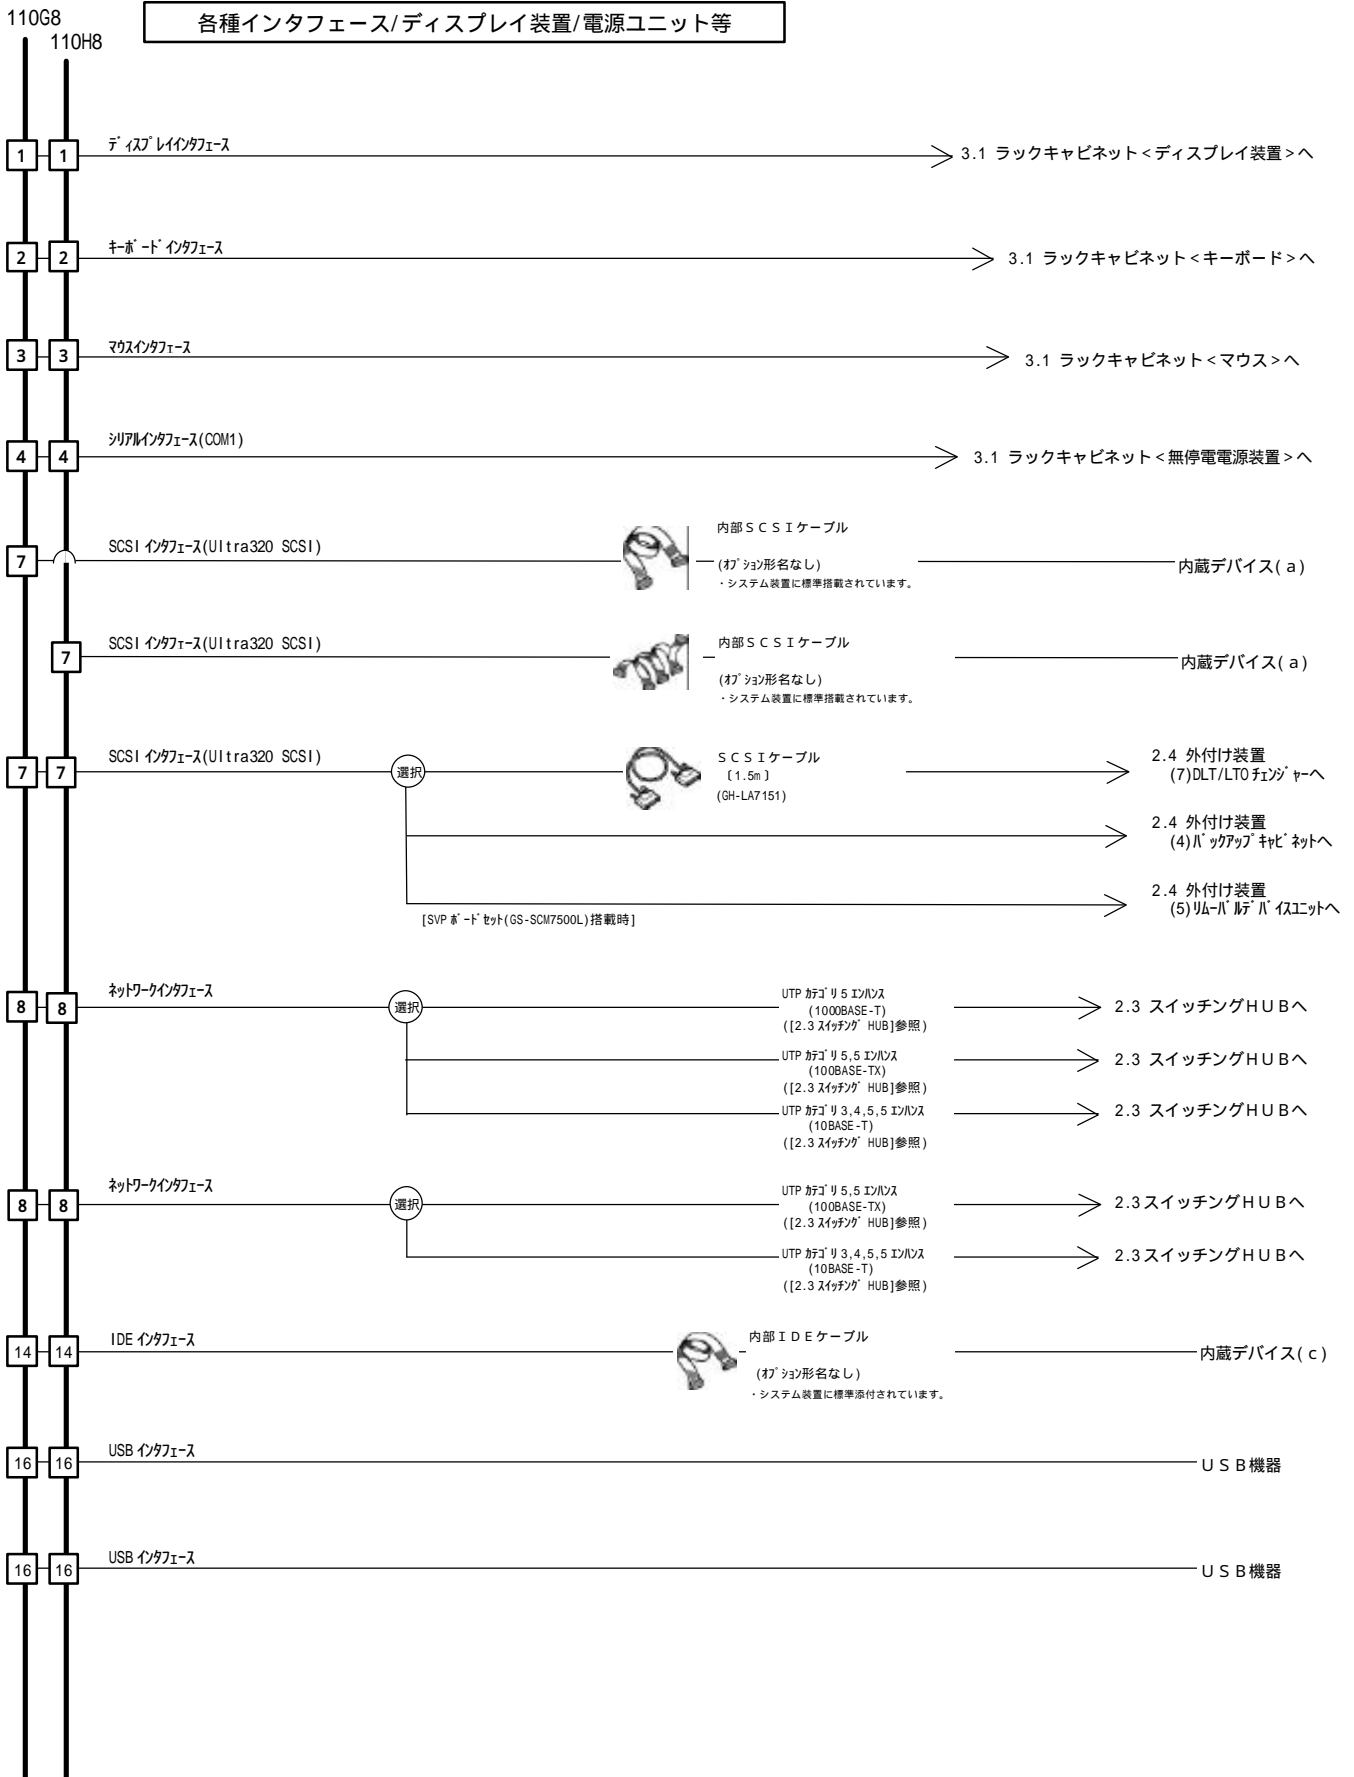 110G8
各種インタフェース/ディスプレイ装置/電源ユニット等
110H8
1 1 ディスプレイインタフェース
3.1 ラックキャビネット<ディスプレイ装置>へ
2 2 キーボードインタフェース
3.1 ラックキャビネット<キーボード>へ
3 3 マウスインタフェース
3.1 ラックキャビネット<マウス>へ
4 4 シリアルインタフェース(COM1)
3.1 ラックキャビネット<無停電電源装置>へ
7 SCSI インタフェース(Ultra320 SCSI)
内部SCSIケーブル
(オプション形名なし)
・システム装置に標準搭載されています。
内蔵デバイス(a)
7 SCSI インタフェース(Ultra320 SCSI)
内部SCSIケーブル
(オプション形名なし)
・システム装置に標準搭載されています。
内蔵デバイス(a)
7 7 SCSI インタフェース(Ultra320 SCSI)
選択
SCSIケーブル
〔1.5m〕
(GH-LA7151)
2.4 外付け装置
(7)DLT/LTO チェンジャーへ
2.4 外付け装置
(4)バックアップキャビネットへ
2.4 外付け装置
(5)リムーバルデバイスユニットへ
[SVP ボードセット(GS-SCM7500L)搭載時]
8 8 ネットワークインタフェース
選択
UTP カテゴリ 5 エンハンス
(1000BASE-T)
([2.3 スイッチング HUB]参照)
2.3 スイッチングHUBへ
UTP カテゴリ 5,5 エンハンス
(100BASE-TX)
([2.3 スイッチング HUB]参照)
2.3 スイッチングHUBへ
UTP カテゴリ 3,4,5,5 エンハンス
(10BASE-T)
([2.3 スイッチング HUB]参照)
2.3 スイッチングHUBへ
8 8 ネットワークインタフェース
選択
UTP カテゴリ 5,5 エンハンス
(100BASE-TX)
([2.3 スイッチング HUB]参照)
2.3スイッチングHUBへ
UTP カテゴリ 3,4,5,5 エンハンス
(10BASE-T)
([2.3 スイッチング HUB]参照)
2.3スイッチングHUBへ
14 14 IDE インタフェース
内部IDEケーブル
(オプション形名なし)
・システム装置に標準添付されています。
内蔵デバイス(c)
16 16 USB インタフェース
USB機器
16 16 USB インタフェース
USB機器